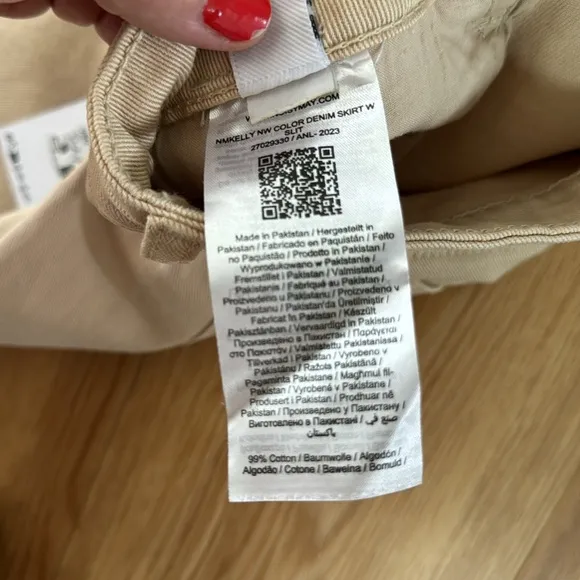 NMKELLY NW COLOR DENIM SKIRT W
SLIT
27029330 / ANL- 2023
Made in Pakistan / Hergestellt in
Pakistan / Fabricado en Paquistán / Feito
no Paquistão / Prodotto in Pakistan /
Wyprodukowano w Pakistanie /
Fremstillet i Pakistan / Valmistatud
Pakistanis / Fabriqué au Pakistan /
Proizvedeno v Pakistanu / Proizvedeno u
Pakistanu / Pakistan'da Üretilmiştir /
Fabricat în Pakistan / Készült
Pakisztánban / Vervaardigd in Pakistan /
Произведено в Пакистан / Παράγεται
στο Πακιστάν / Valmistettu Pakistanissa /
Tillverkad i Pakistan / Vyrobeno v
Pakistánu / Ražota Pakistānā /
Pagaminta Pakistane / Magħmul fil-
Pakistan / Vyrobené v Pakistane /
Produsert i Pakistan / Prodhuar në
Pakistan / Произведено у Пакистану /
Виготовлено в Пакистані / صنع في
باكستان
99% Cotton / Baumwolle / Algodón /
Algodão / Cotone / Bawełna / Bomuld /